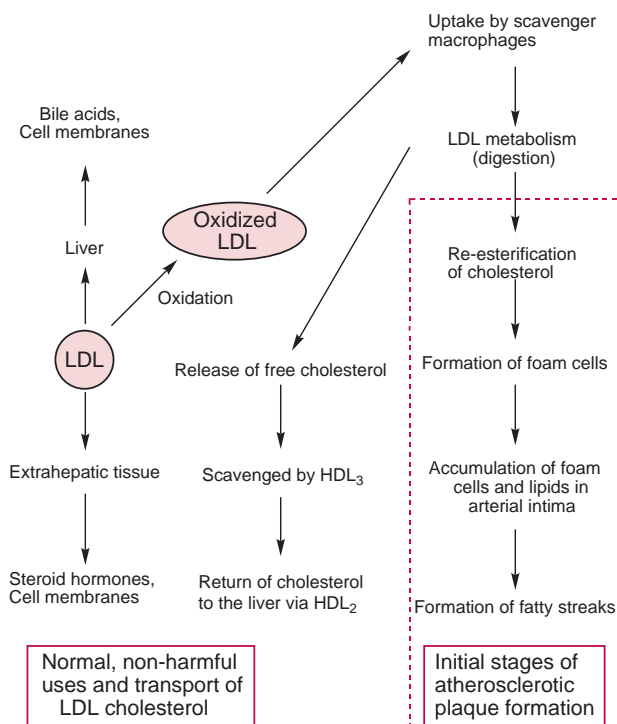 Uptake by scavenger
macrophages
Bile acids,
Cell membranes
LDL metabolism
(digestion)
Oxidized
LDL
Liver
Oxidation
Re-esterification
of cholesterol
LDL
Release of free cholesterol
Formation of foam cells
Extrahepatic tissue
Scavenged by HDL₃
Accumulation of foam
cells and lipids in
arterial intima
Steroid hormones,
Cell membranes
Return of cholesterol
to the liver via HDL₂
Formation of fatty streaks
Normal, non-harmful
uses and transport of
LDL cholesterol
Initial stages of
atherosclerotic
plaque formation